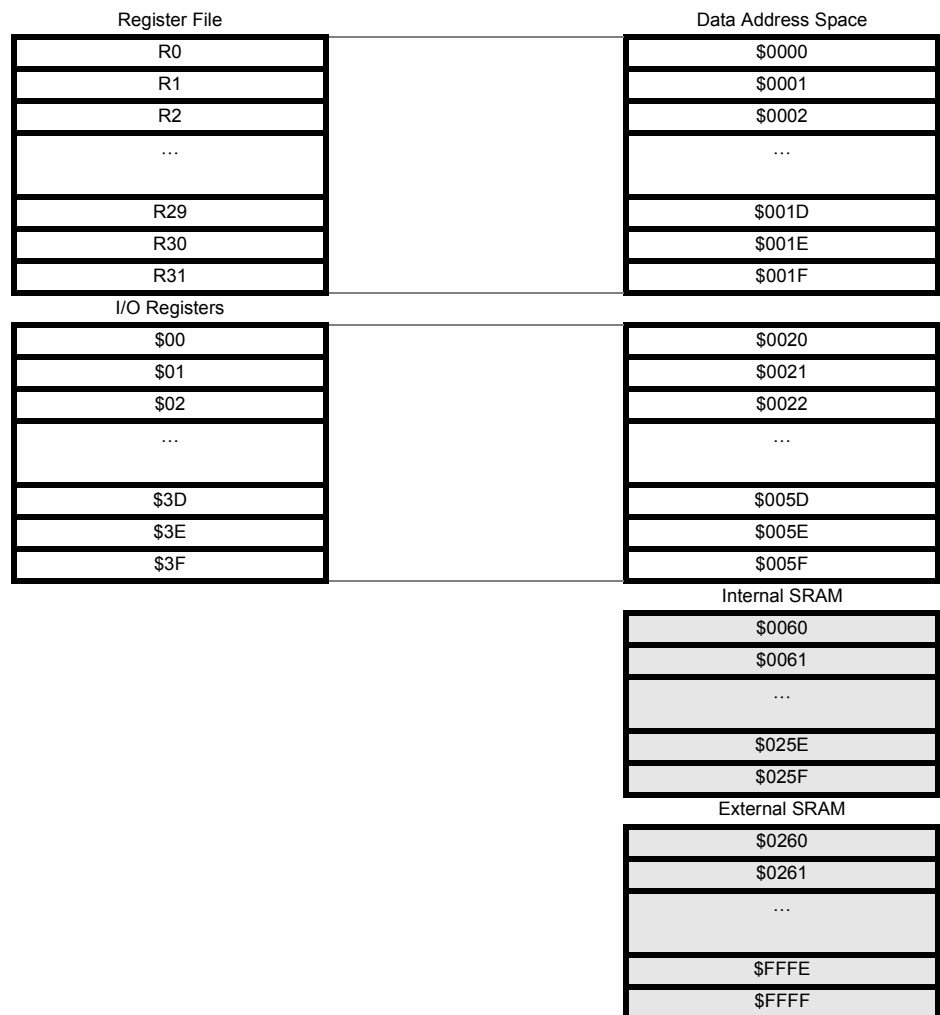 Register File Data Address Space
R0 $0000
R1 $0001
R2 $0002
... ...
R29 $001D
R30 $001E
R31 $001F
I/O Registers
$00 $0020
$01 $0021
$02 $0022
... ...
$3D $005D
$3E $005E
$3F $005F
Internal SRAM
$0060
$0061
...
$025E
$025F
External SRAM
$0260
$0261
...
$FFFE
$FFFF